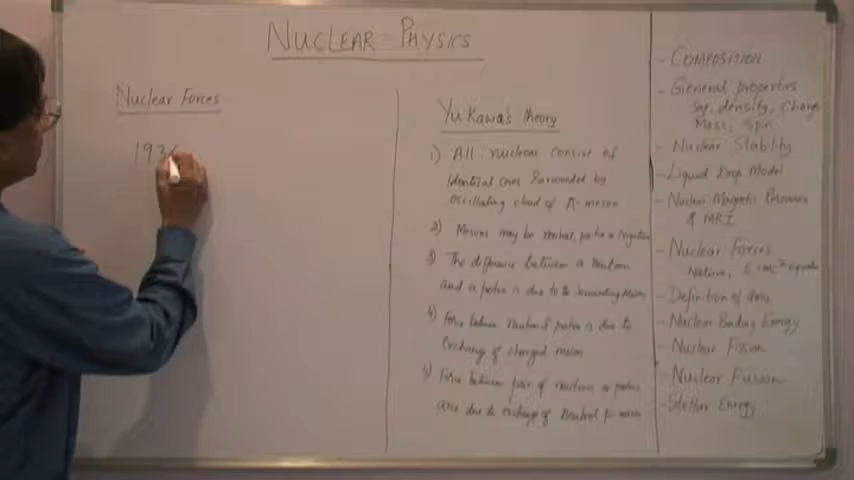 NUCLEAR PHYSICS
Nuclear Forces
193
Yukawa's theory
1) All nucleons consist of
Identical cores Surrounded by
oscillating cloud of π-meson
2) Mesons may be neutral, positive or Negative
3) The difference between a neutron
and a proton is due to the surrounding Mesons
4) Force between neutron & proton is due to
exchange of charged meson
5) Force between pair of neutrons or protons
are due to exchange of Neutral π-meson
- COMPOSITION
- General properties
Size, density, Charge
Mass, Spin
- Nuclear Stability
- Liquid Drop Model
- Nuclear Magnetic Resonance
& MRI
- Nuclear Forces
Nature, E=mc²
- Definition of amu
- Nuclear Binding Energy
- Nuclear Fission
- Nuclear Fusion
- Stellar Energy